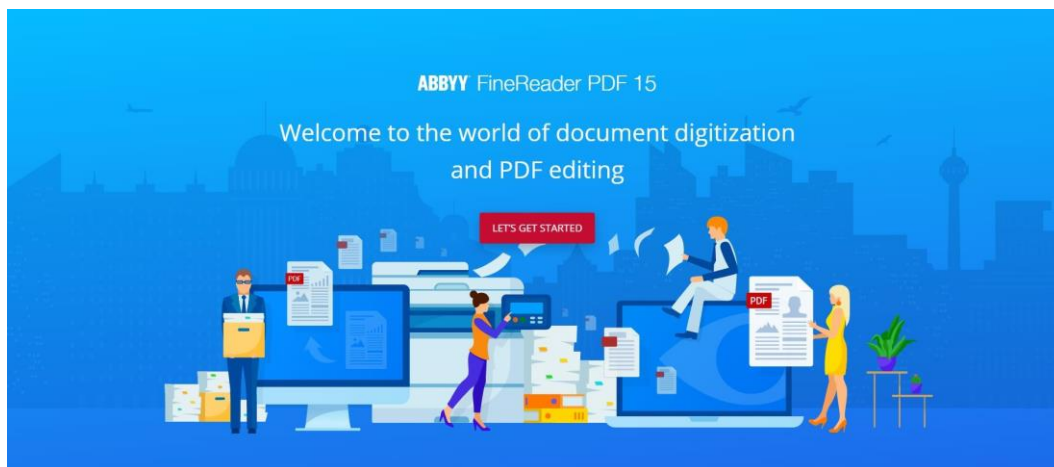 ABBYY FineReader PDF 15
Welcome to the world of document digitization
and PDF editing
LET'S GET STARTED
PDF
PDF